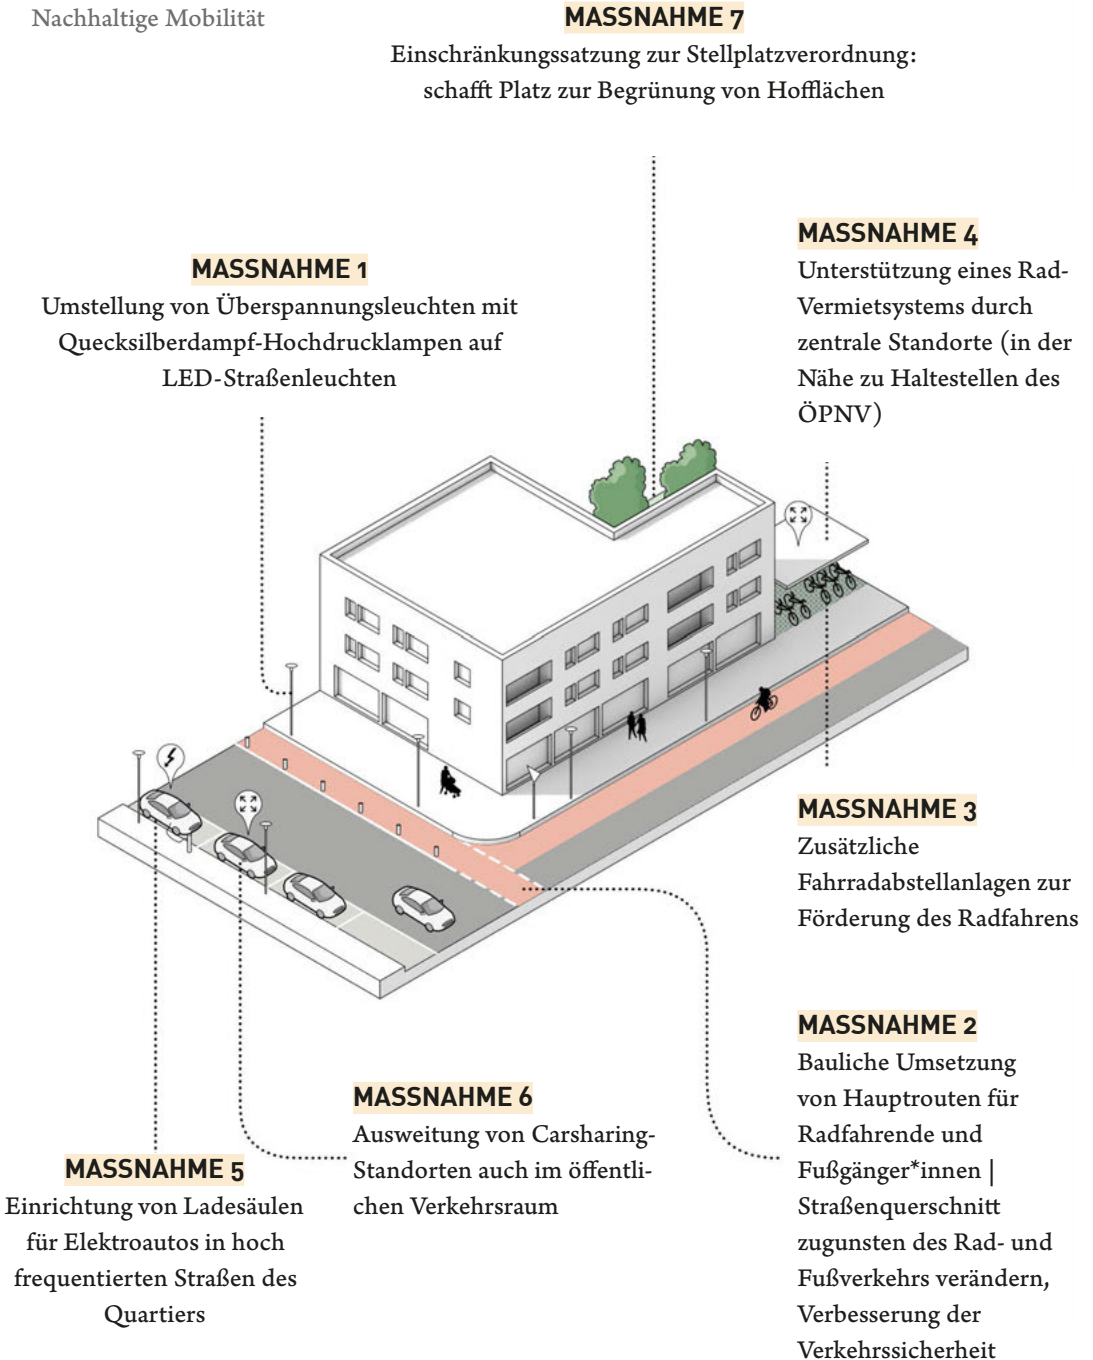 Nachhaltige Mobilität
MASSNAHME 7
Einschränkungssatzung zur Stellplatzverordnung:
schafft Platz zur Begrünung von Hofflächen
MASSNAHME 1
Umstellung von Überspannungsleuchten mit
Quecksilberdampf-Hochdrucklampen auf
LED-Straßenleuchten
MASSNAHME 4
Unterstützung eines Rad-
Vermietsystems durch
zentrale Standorte (in der
Nähe zu Haltestellen des
ÖPNV)
MASSNAHME 3
Zusätzliche
Fahrradabstellanlagen zur
Förderung des Radfahrens
MASSNAHME 2
Bauliche Umsetzung
von Hauptrouten für
Radfahrende und
Fußgänger*innen |
Straßenquerschnitt
zugunsten des Rad- und
Fußverkehrs verändern,
Verbesserung der
Verkehrssicherheit
MASSNAHME 6
Ausweitung von Carsharing-
Standorten auch im öffentli-
chen Verkehrsraum
MASSNAHME 5
Einrichtung von Ladesäulen
für Elektroautos in hoch
frequentierten Straßen des
Quartiers